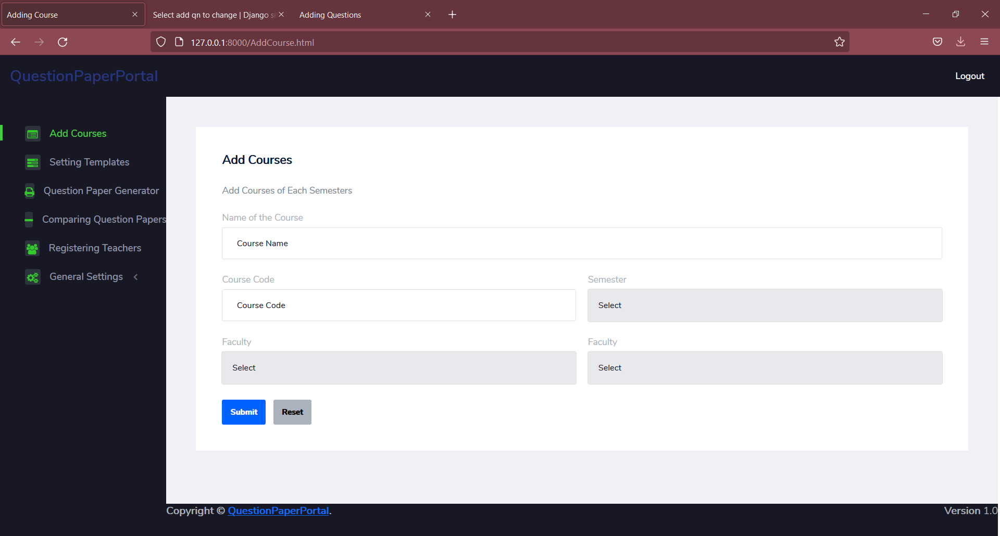 Adding Course
Select add qn to change | Django si
Adding Questions
127.0.0.1:8000/AddCourse.html
QuestionPaperPortal
Logout
Add Courses
Setting Templates
Question Paper Generator
Comparing Question Papers
Registering Teachers
General Settings
Add Courses
Add Courses of Each Semesters
Name of the Course
Course Name
Course Code
Semester
Course Code
Select
Faculty
Faculty
Select
Select
Submit
Reset
Copyright © QuestionPaperPortal.
Version 1.0